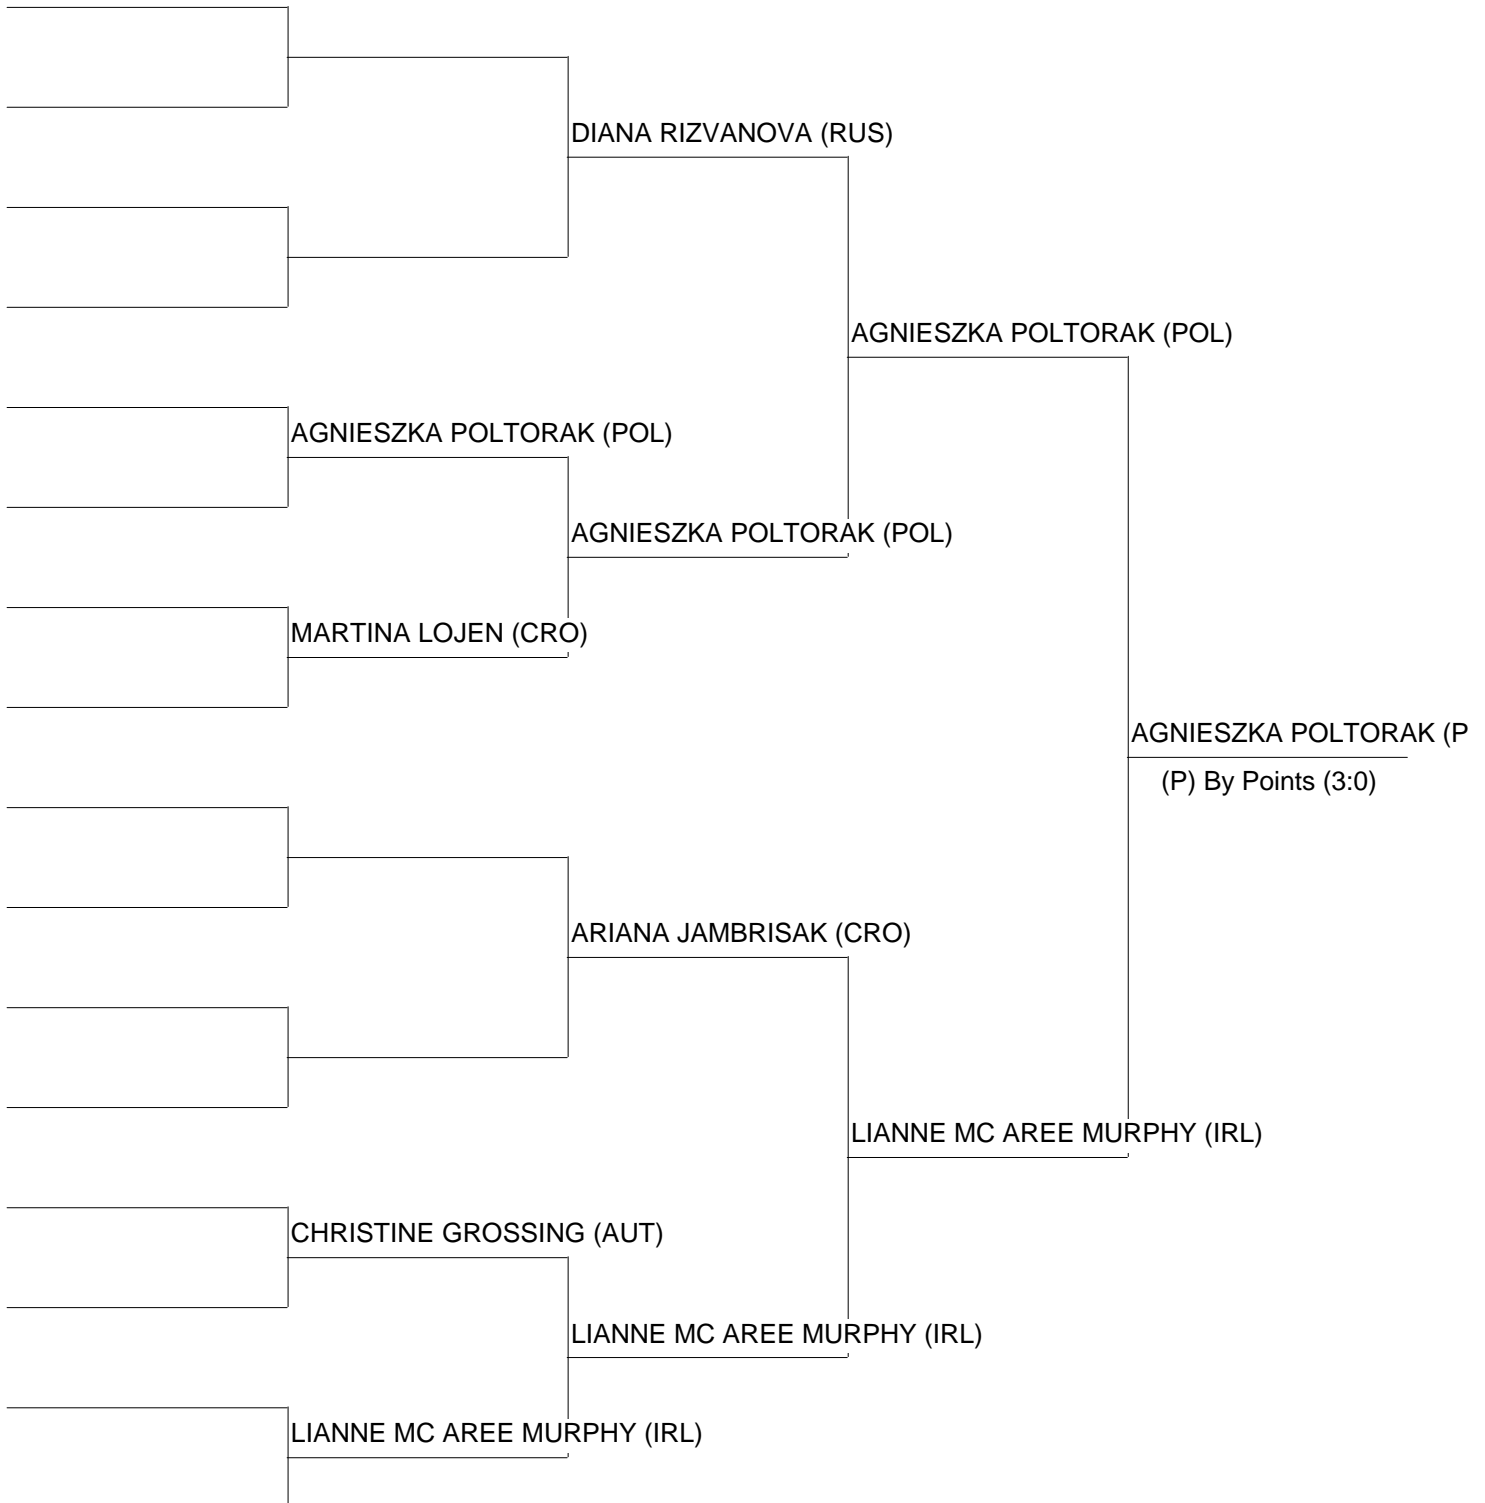 DIANA RIZVANOVA (RUS)
AGNIESZKA POLTORAK (POL)
AGNIESZKA POLTORAK (POL)
AGNIESZKA POLTORAK (POL)
MARTINA LOJEN (CRO)
AGNIESZKA POLTORAK (P
(P) By Points (3:0)
ARIANA JAMBRISAK (CRO)
LIANNE MC AREE MURPHY (IRL)
CHRISTINE GROSSING (AUT)
LIANNE MC AREE MURPHY (IRL)
LIANNE MC AREE MURPHY (IRL)